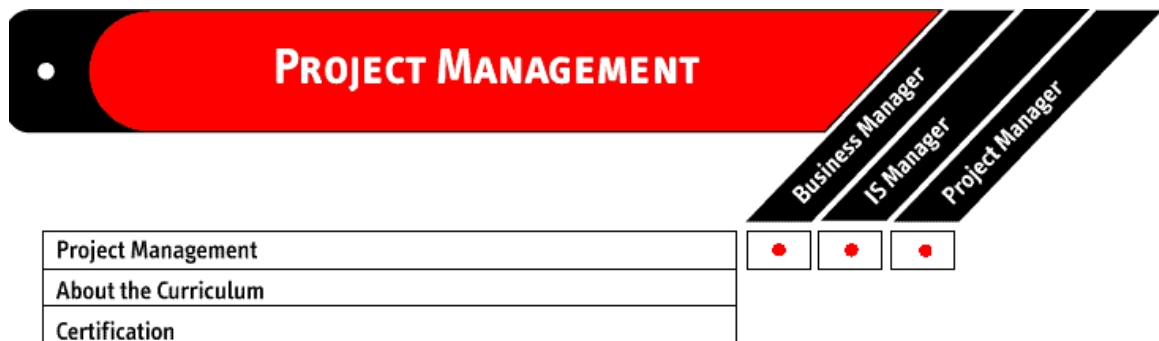 PROJECT MANAGEMENT
Business Manager
IS Manager
Project Manager
Project Management
About the Curriculum
Certification